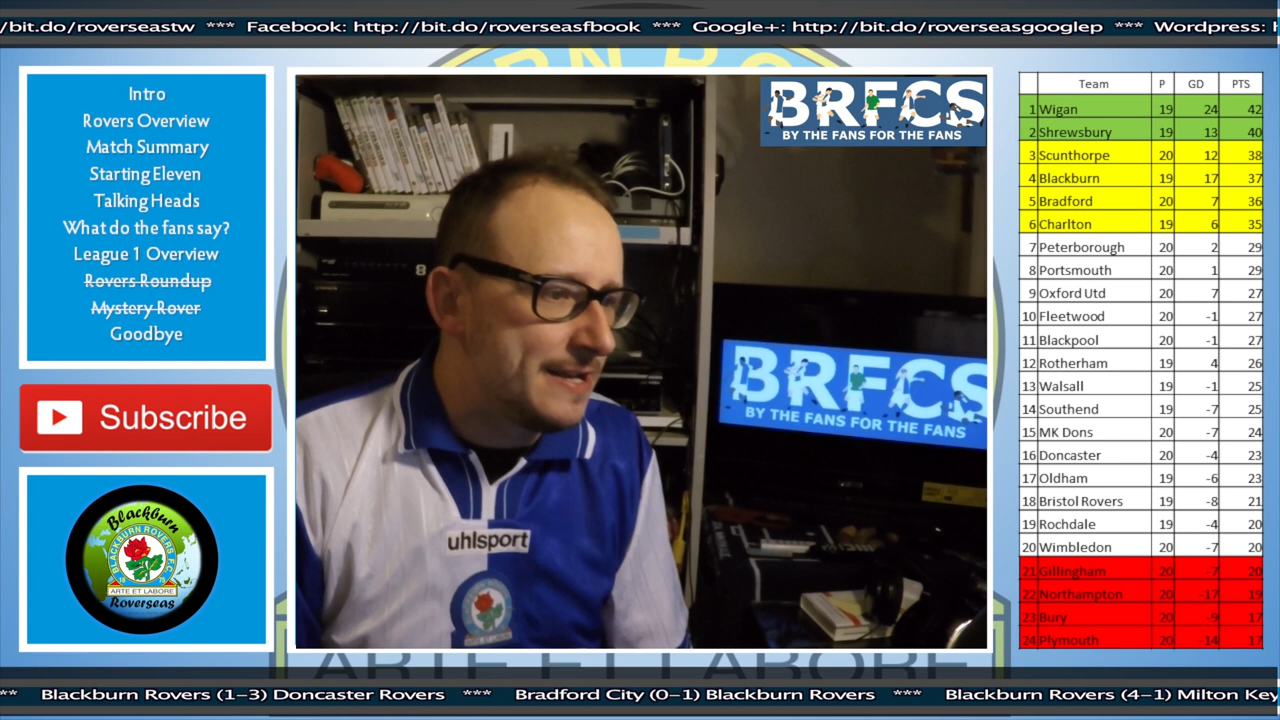 /bit.do/roverseastw *** Facebook: http://bit.do/roverseasfbook *** Google+: http://bit.do/roverseasgooglep *** Wordpress:
Intro
Rovers Overview
Match Summary
Starting Eleven
Talking Heads
What do the fans say?
League 1 Overview
Rovers Roundup
Mystery Rover
Goodbye
Subscribe
Blackburn
BLACKBURN ROVERS F.C.
1875
ARTE ET LABORE
Roverseas
BRFCS
BY THE FANS FOR THE FANS
8
BRFCS
BY THE FANS FOR THE FANS
uhlsport
Team P GD PTS
1 Wigan 19 24 42
2 Shrewsbury 19 13 40
3 Scunthorpe 20 12 38
4 Blackburn 19 17 37
5 Bradford 20 7 36
6 Charlton 19 6 35
7 Peterborough 20 2 29
8 Portsmouth 20 1 29
9 Oxford Utd 20 7 27
10 Fleetwood 20 -1 27
11 Blackpool 20 -1 27
12 Rotherham 20 4 26
13 Walsall 19 -1 25
14 Southend 19 -7 25
15 MK Dons 20 -7 24
16 Doncaster 20 -4 23
17 Oldham 19 -6 23
18 Bristol Rovers 19 -8 21
19 Rochdale 19 -4 20
20 Wimbledon 20 -7 20
21 Gillingham 20 -7 20
22 Northampton 20 -17 19
23 Bury 20 -9 17
24 Plymouth 20 -14 17
ARTE ET LABORE
** Blackburn Rovers (1-3) Doncaster Rovers *** Bradford City (0-1) Blackburn Rovers *** Blackburn Rovers (4-1) Milton Key